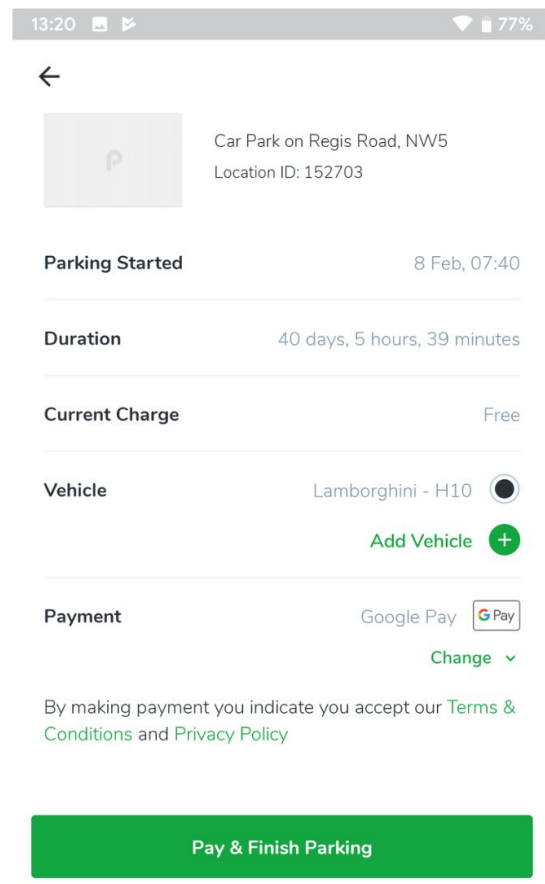 13:20 77%
Car Park on Regis Road, NW5
Location ID: 152703
Parking Started 8 Feb, 07:40
Duration 40 days, 5 hours, 39 minutes
Current Charge Free
Vehicle Lamborghini - H10
Add Vehicle +
Payment Google Pay G Pay
Change
By making payment you indicate you accept our Terms &
Conditions and Privacy Policy
Pay & Finish Parking